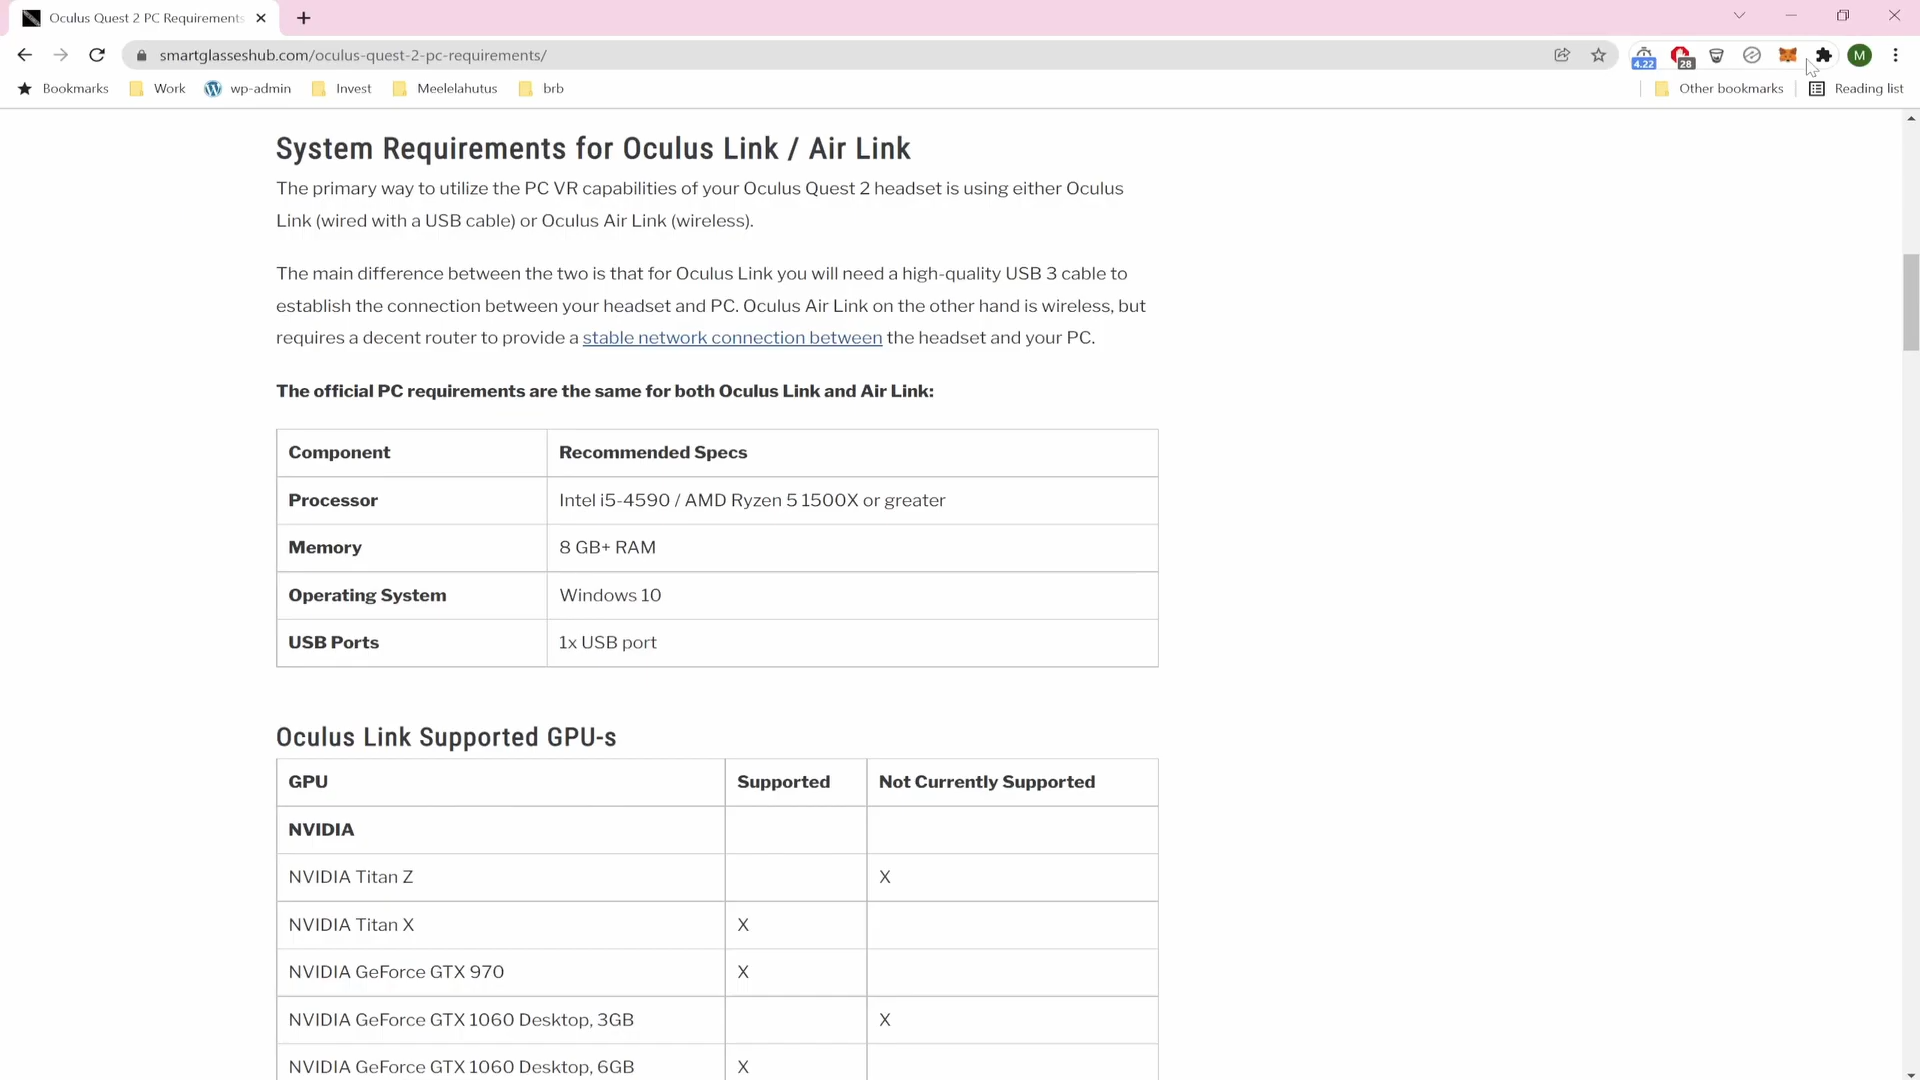 Oculus Quest 2 PC Requirements
smartglasseshub.com/oculus-quest-2-pc-requirements/
4.22
28
M
Bookmarks
Work
wp-admin
Invest
Meelelahutus
brb
Other bookmarks
Reading list
System Requirements for Oculus Link / Air Link
The primary way to utilize the PC VR capabilities of your Oculus Quest 2 headset is using either Oculus
Link (wired with a USB cable) or Oculus Air Link (wireless).
The main difference between the two is that for Oculus Link you will need a high-quality USB 3 cable to
establish the connection between your headset and PC. Oculus Air Link on the other hand is wireless, but
requires a decent router to provide a stable network connection between the headset and your PC.
The official PC requirements are the same for both Oculus Link and Air Link:
Component Recommended Specs
Processor Intel i5-4590 / AMD Ryzen 5 1500X or greater
Memory 8 GB+ RAM
Operating System Windows 10
USB Ports 1x USB port
Oculus Link Supported GPU-s
GPU Supported Not Currently Supported
NVIDIA
NVIDIA Titan Z X
NVIDIA Titan X X
NVIDIA GeForce GTX 970 X
NVIDIA GeForce GTX 1060 Desktop, 3GB X
NVIDIA GeForce GTX 1060 Desktop, 6GB X